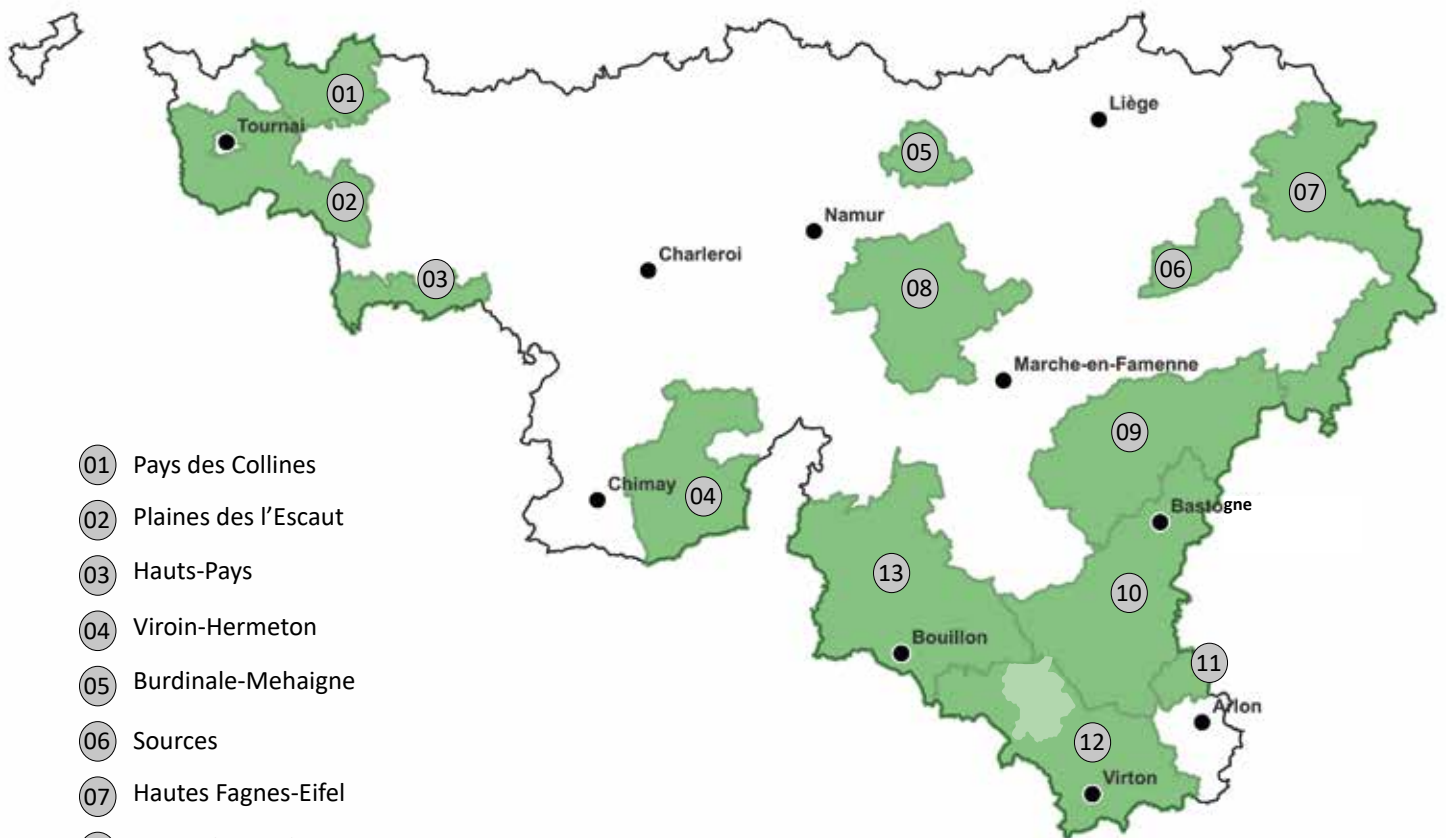 01
Tournai
Liège
05
07
02
Namur
Charleroi
06
03
08
Marche-en-Famenne
09
01 Pays des Collines
Chimay
04
Bastogne
02 Plaines des l’Escaut
13
03 Hauts-Pays
10
04 Viroin-Hermeton
Bouillon
11
05 Burdinale-Mehaigne
Arlon
06 Sources
12
Virton
07 Hautes Fagnes-Eifel